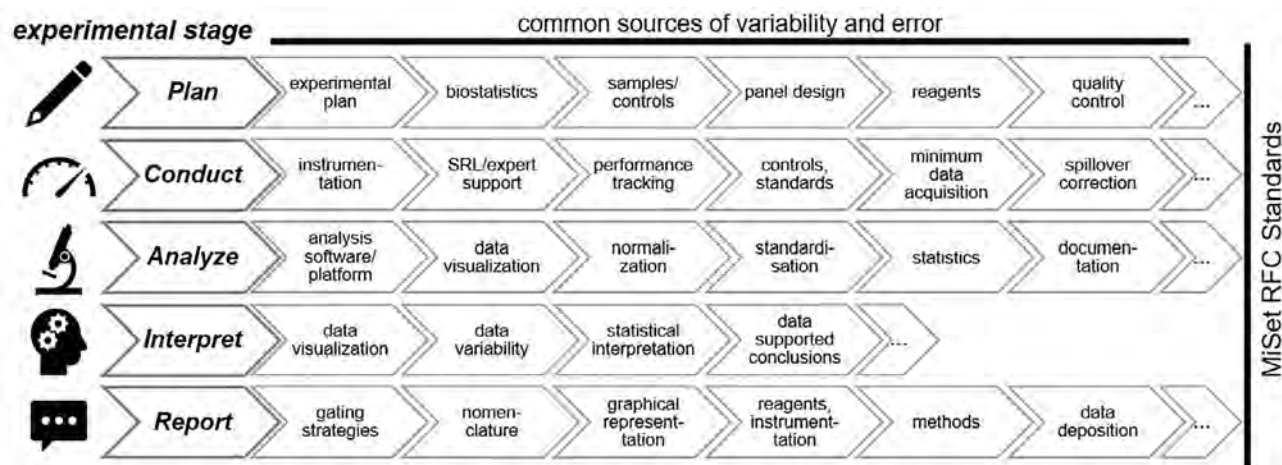 experimental stage
common sources of variability and error
Plan
experimental
plan
biostatistics
samples/
controls
panel design
reagents
quality
control
...
Conduct
instrumen-
tation
SRL/expert
support
performance
tracking
controls,
standards
minimum
data
acquisition
spillover
correction
...
Analyze
analysis
software/
platform
data
visualization
normali-
zation
standardi-
sation
statistics
documen-
tation
...
Interpret
data
visualization
data
variability
statistical
interpretation
data
supported
conclusions
...
Report
gating
strategies
nomen-
clature
graphical
represent-
tation
reagents,
instrument-
tation
methods
data
deposition
...
MiSet RFC Standards